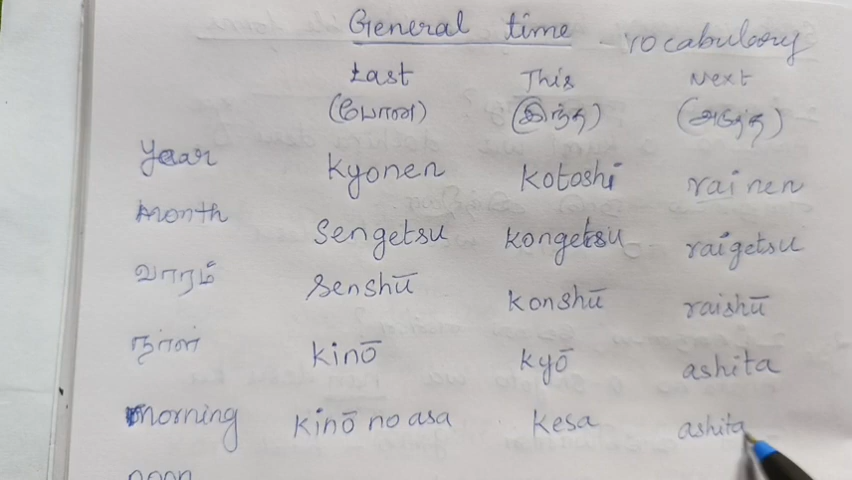 General time vocabulary
Last This Next
(போன) (இந்த) (அடுத்த)
year Kyonen kotoshi rainen
month Sengetsu kongetsu raigetsu
வாரம் Senshū konshū raishū
நாள் kinō kyō ashita
morning kinō no asa kesa ashita
noon